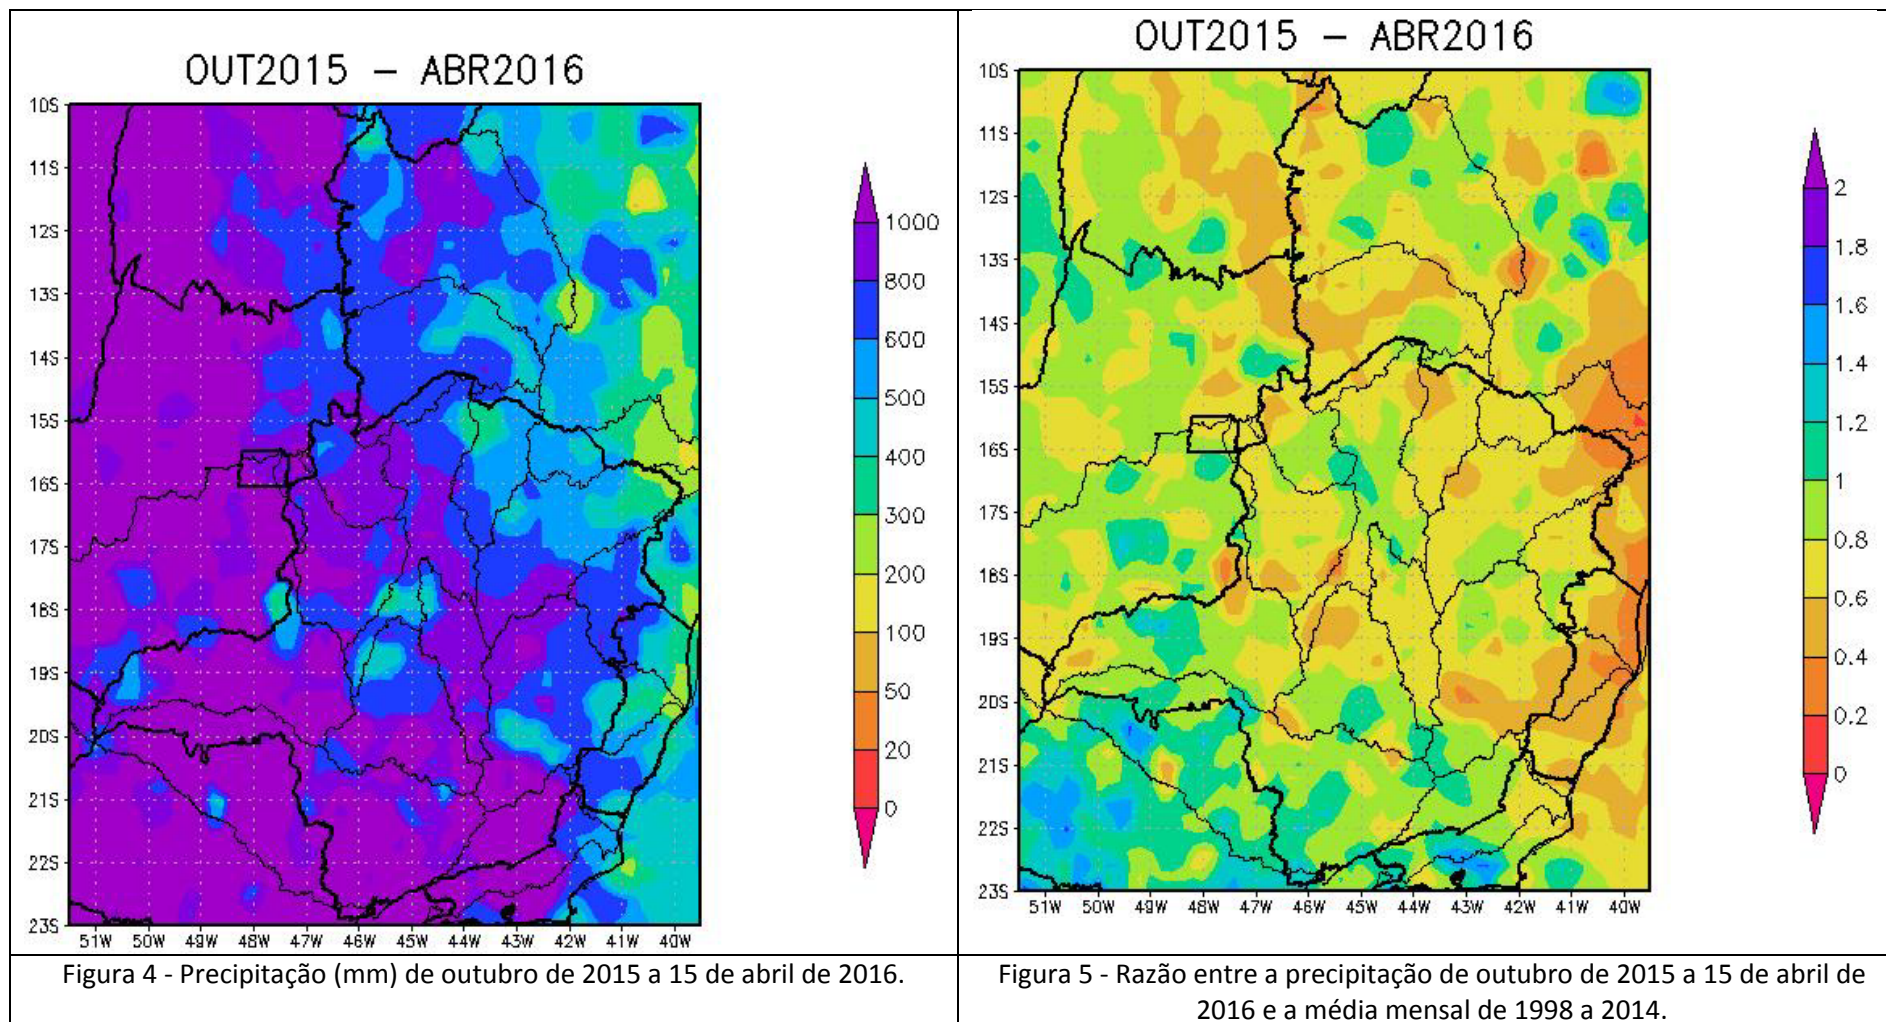 OUT2015 – ABR2016
10S
11S
12S
13S
14S
15S
16S
17S
18S
19S
20S
21S
22S
23S
51W 50W 49W 48W 47W 46W 45W 44W 43W 42W 41W 40W
1000
800
600
500
400
300
200
100
50
20
0
Figura 4 - Precipitação (mm) de outubro de 2015 a 15 de abril de 2016.
OUT2015 – ABR2016
10S
11S
12S
13S
14S
15S
16S
17S
18S
19S
20S
21S
22S
23S
51W 50W 49W 48W 47W 46W 45W 44W 43W 42W 41W 40W
2
1.8
1.6
1.4
1.2
1
0.8
0.6
0.4
0.2
0
Figura 5 - Razão entre a precipitação de outubro de 2015 a 15 de abril de
2016 e a média mensal de 1998 a 2014.